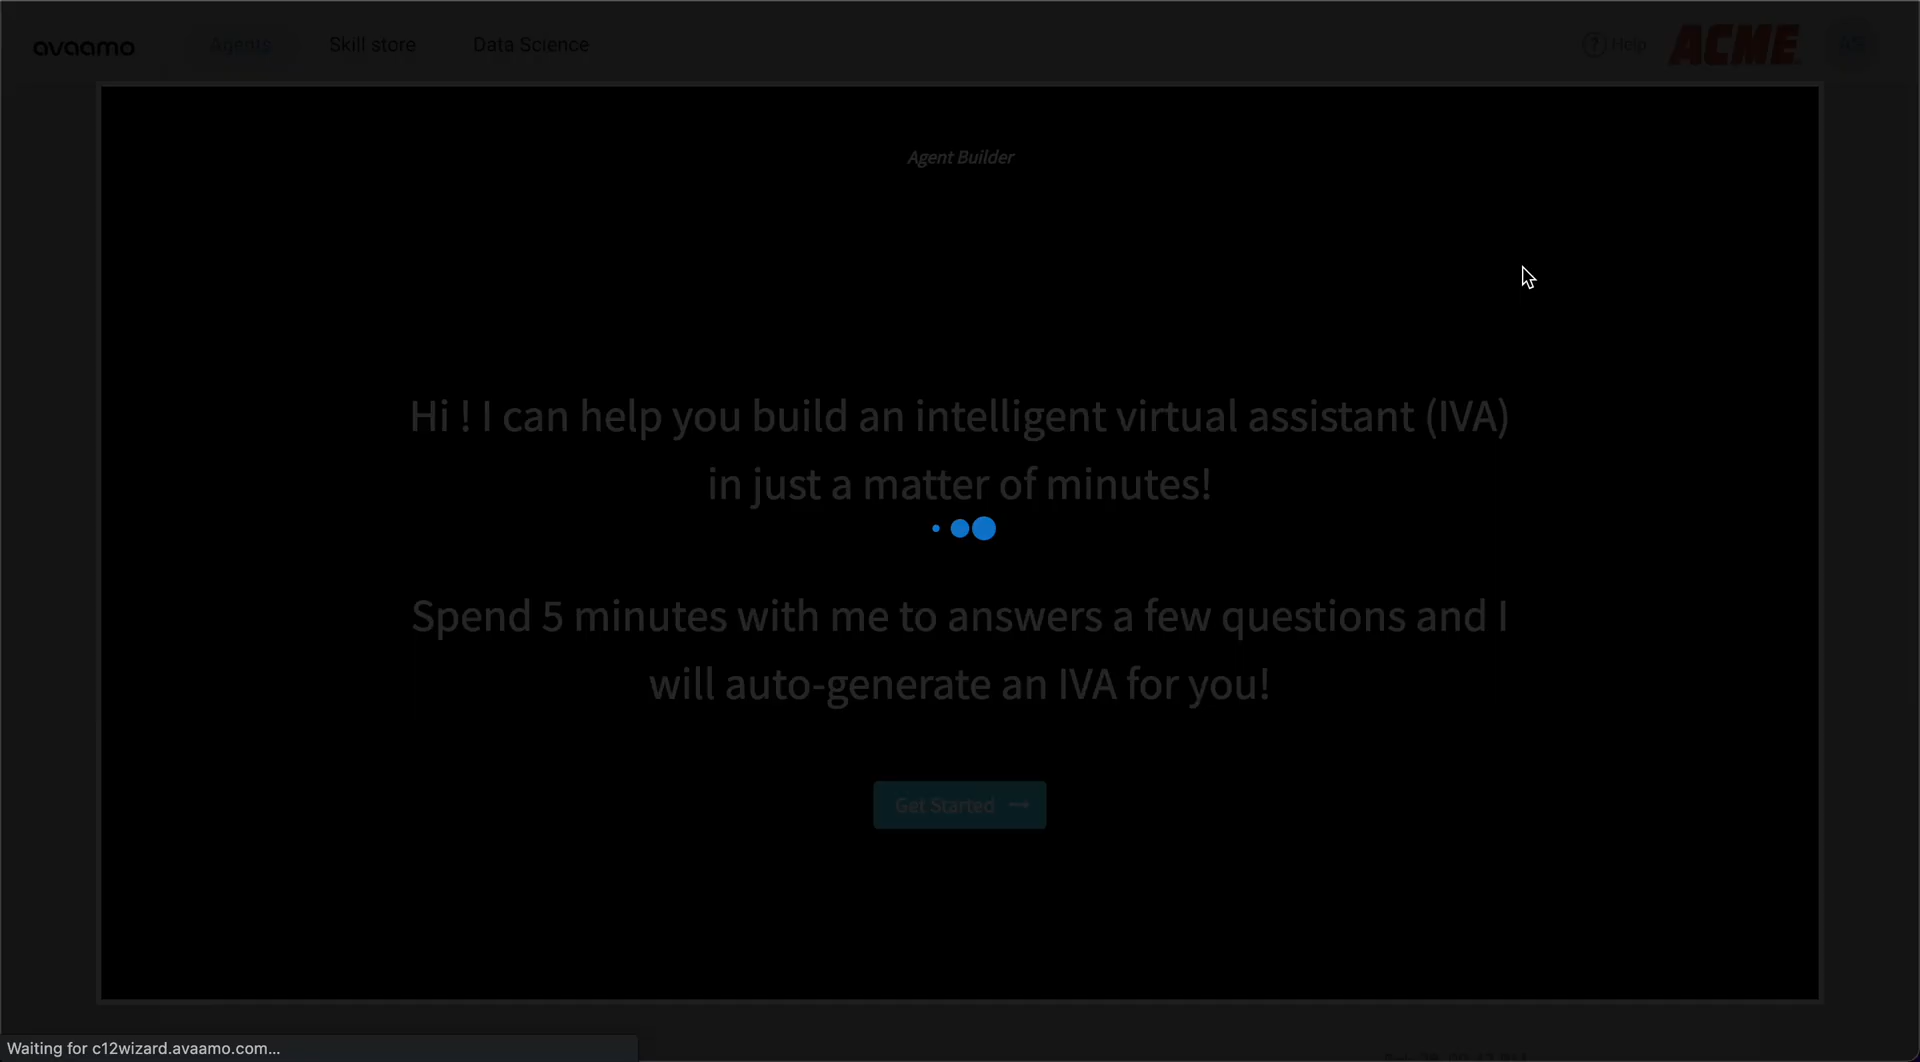 avaamo Agents Skill store Data Science ? Help ACME AS
Agent Builder
Hi ! I can help you build an intelligent virtual assistant (IVA)
in just a matter of minutes!
Spend 5 minutes with me to answers a few questions and I
will auto-generate an IVA for you!
Get Started →
Waiting for c12wizard.avaamo.com...